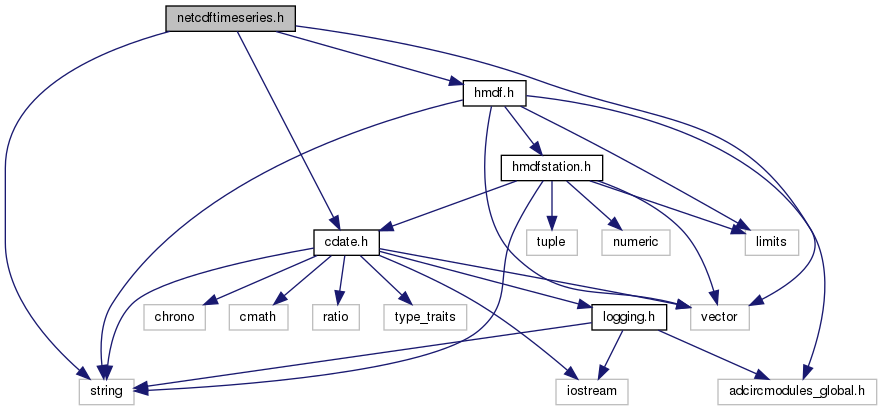 netcdftimeseries.h
hmdf.h
hmdfstation.h
cdate.h
tuple
numeric
limits
chrono
cmath
ratio
type_traits
logging.h
vector
string
iostream
adcircmodules_global.h